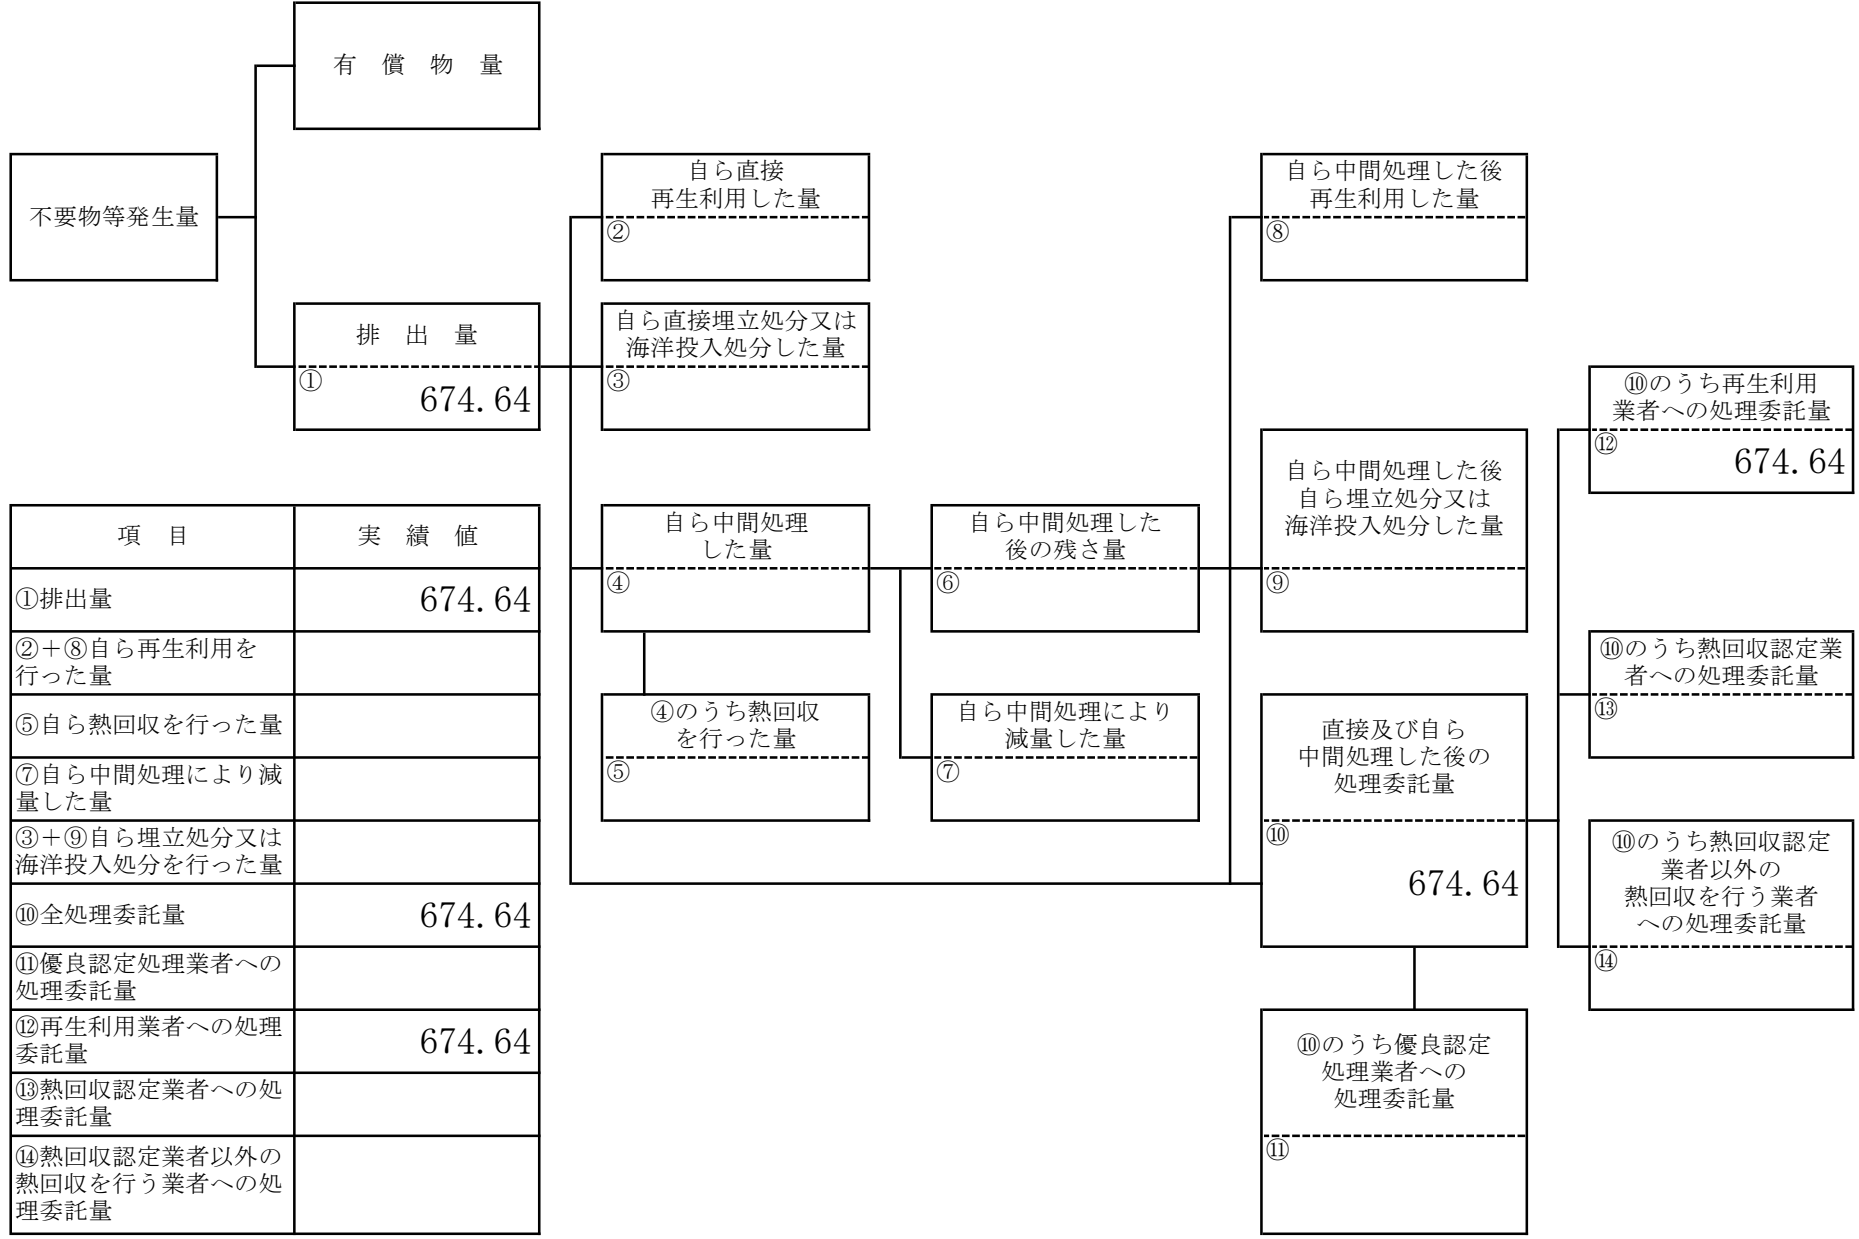 有 償 物 量
不要物等発生量
排 出 量
①
674.64
自ら直接
再生利用した量
②
自ら直接埋立処分又は
海洋投入処分した量
③
自ら中間処理
した量
④
④のうち熱回収
を行った量
⑤
自ら中間処理した
後の残さ量
⑥
自ら中間処理により
減量した量
⑦
自ら中間処理した後
再生利用した量
⑧
自ら中間処理した後
自ら埋立処分又は
海洋投入処分した量
⑨
直接及び自ら
中間処理した後の
処理委託量
⑩
674.64
⑩のうち優良認定
処理業者への
処理委託量
⑪
⑩のうち再生利用
業者への処理委託量
⑫
674.64
⑩のうち熱回収認定業
者への処理委託量
⑬
⑩のうち熱回収認定
業者以外の
熱回収を行う業者
への処理委託量
⑭
項 目
実 績 値
①排出量
674.64
②＋⑧自ら再生利用を
行った量
⑤自ら熱回収を行った量
⑦自ら中間処理により減
量した量
③＋⑨自ら埋立処分又は
海洋投入処分を行った量
⑩全処理委託量
674.64
⑪優良認定処理業者への
処理委託量
⑫再生利用業者への処理
委託量
674.64
⑬熱回収認定業者への処
理委託量
⑭熱回収認定業者以外の
熱回収を行う業者への処
理委託量